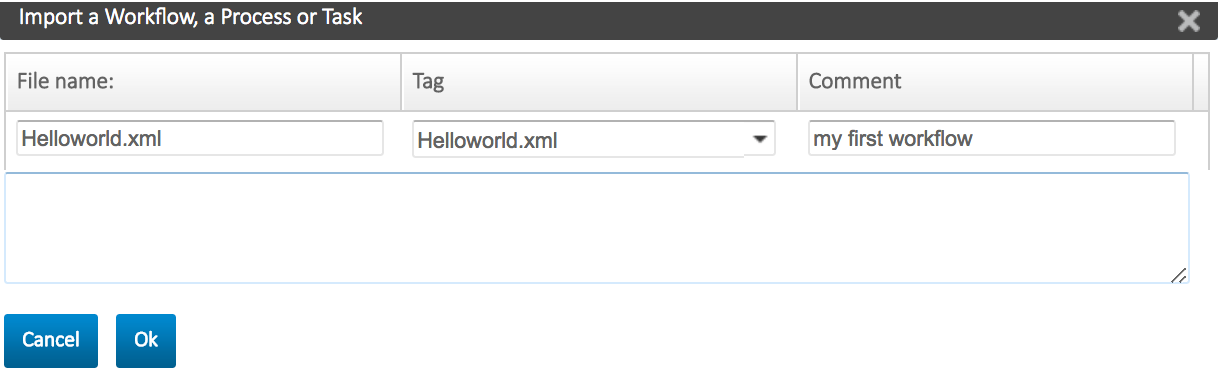 Import a Workflow, a Process or Task
File name: Tag Comment
Helloworld.xml Helloworld.xml my first workflow
Cancel Ok